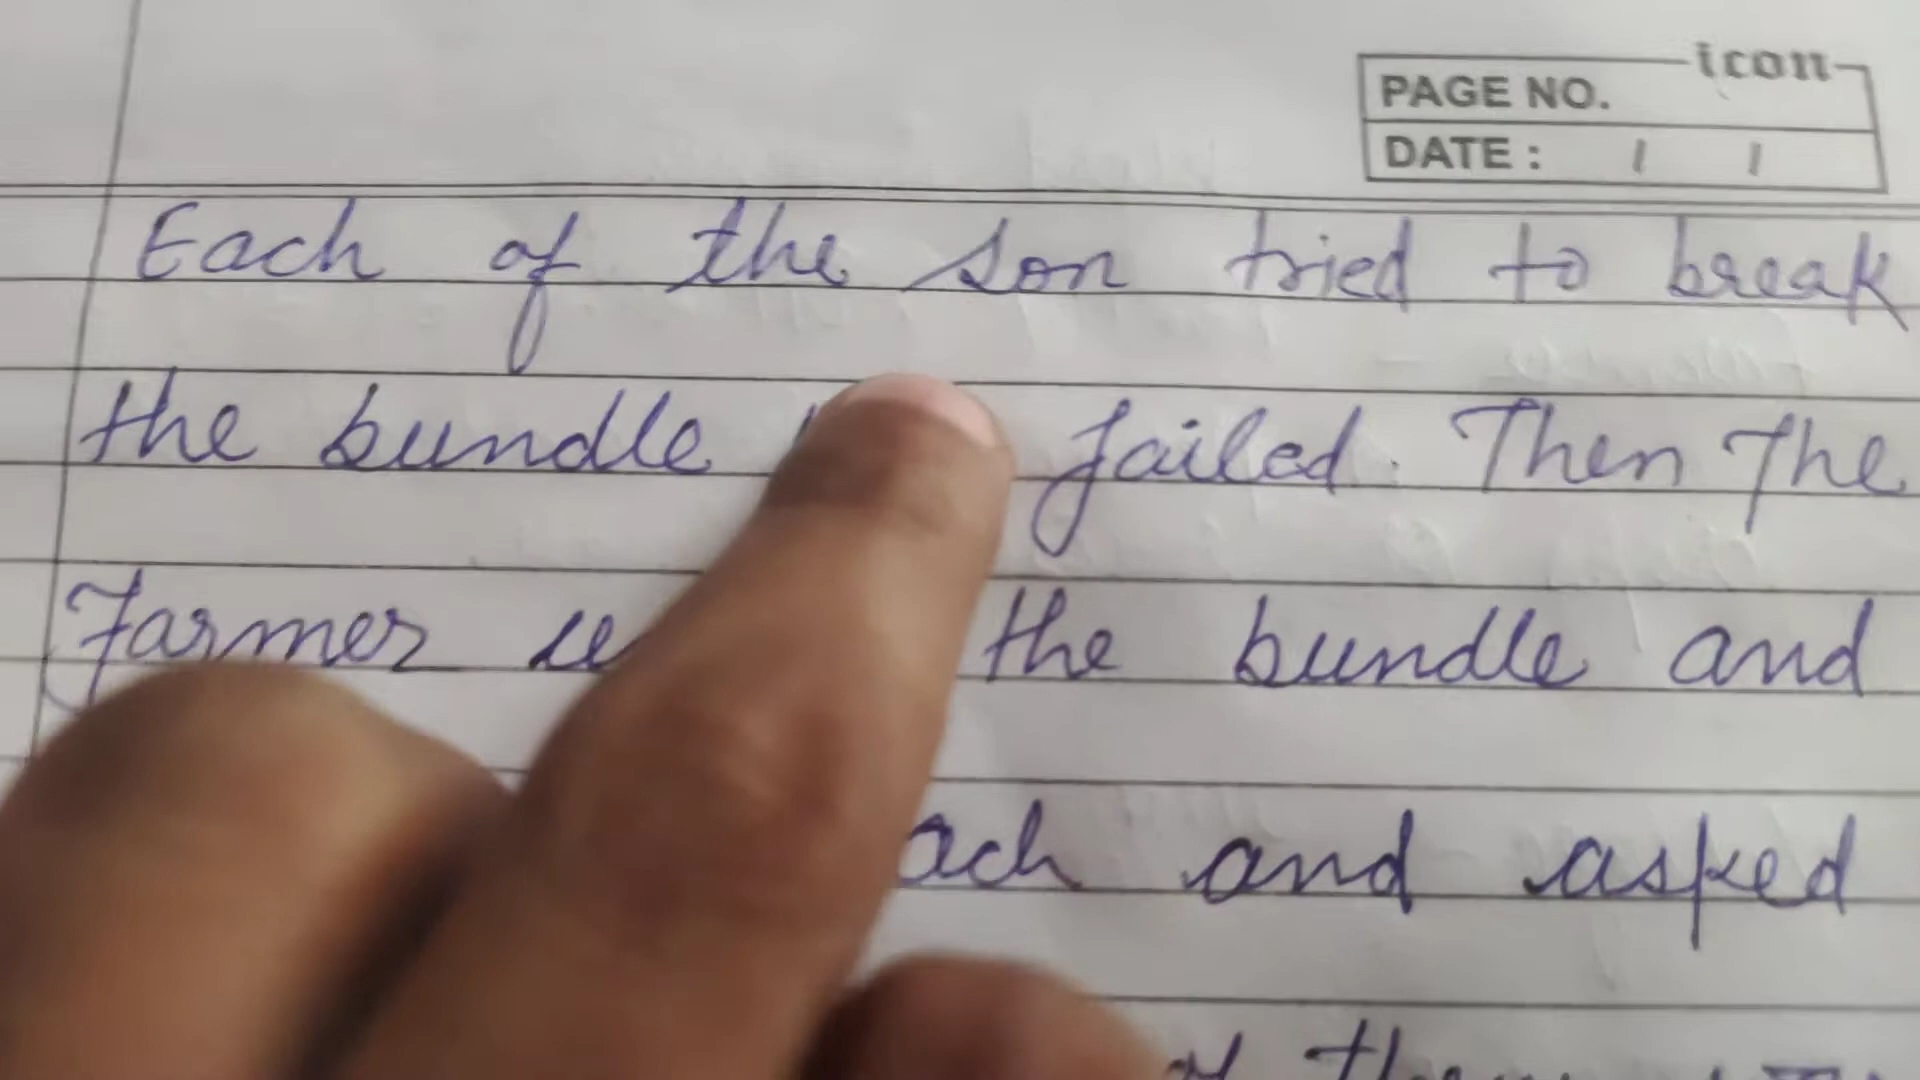 icon
PAGE NO.
DATE : / /
Each of the son tried to break
the bundle failed. Then The
Farmer the bundle and
and asked